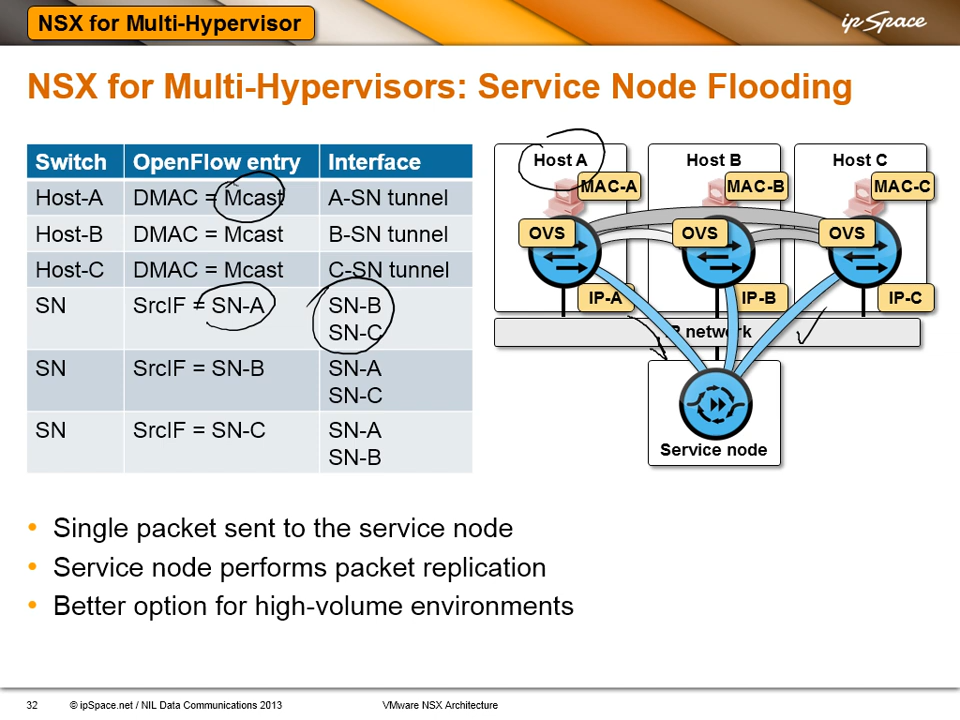 NSX for Multi-Hypervisor
ipSpace
NSX for Multi-Hypervisors: Service Node Flooding
Switch OpenFlow entry Interface
Host-A DMAC = Mcast A-SN tunnel
Host-B DMAC = Mcast B-SN tunnel
Host-C DMAC = Mcast C-SN tunnel
SN SrcIF = SN-A SN-B
SN-C
SN SrcIF = SN-B SN-A
SN-C
SN SrcIF = SN-C SN-A
SN-B
Host A Host B Host C
MAC-A MAC-B MAC-C
OVS OVS OVS
IP-A IP-B IP-C
IP network
Service node
• Single packet sent to the service node
• Service node performs packet replication
• Better option for high-volume environments
32 © ipSpace.net / NIL Data Communications 2013 VMware NSX Architecture